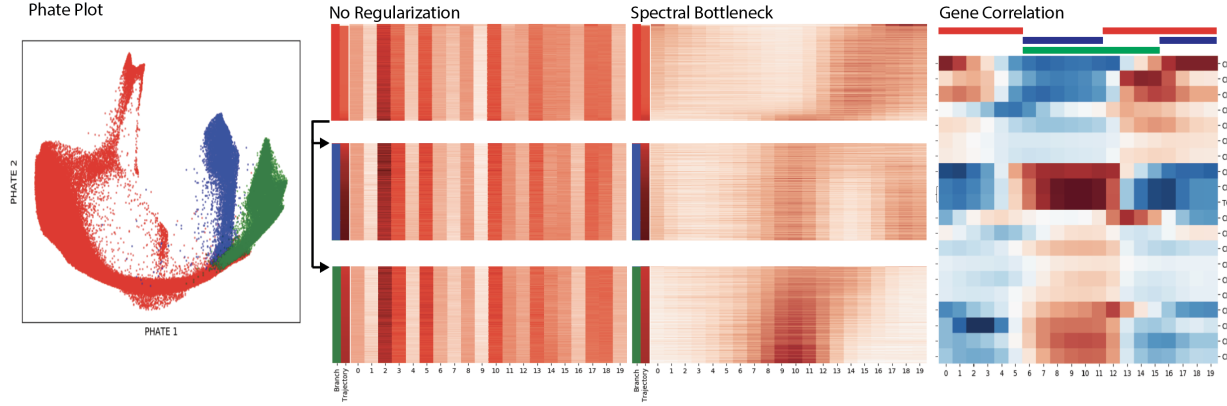 Phate Plot
No Regularization
Spectral Bottleneck
Gene Correlation
PHATE 2
PHATE 1
Branch
Trajectory
0 1 2 3 4 5 6 7 8 9 10 11 12 13 14 15 16 17 18 19
Branch
Trajectory
0 1 2 3 4 5 6 7 8 9 10 11 12 13 14 15 16 17 18 19
0 1 2 3 4 5 6 7 8 9 10 11 12 13 14 15 16 17 18 19